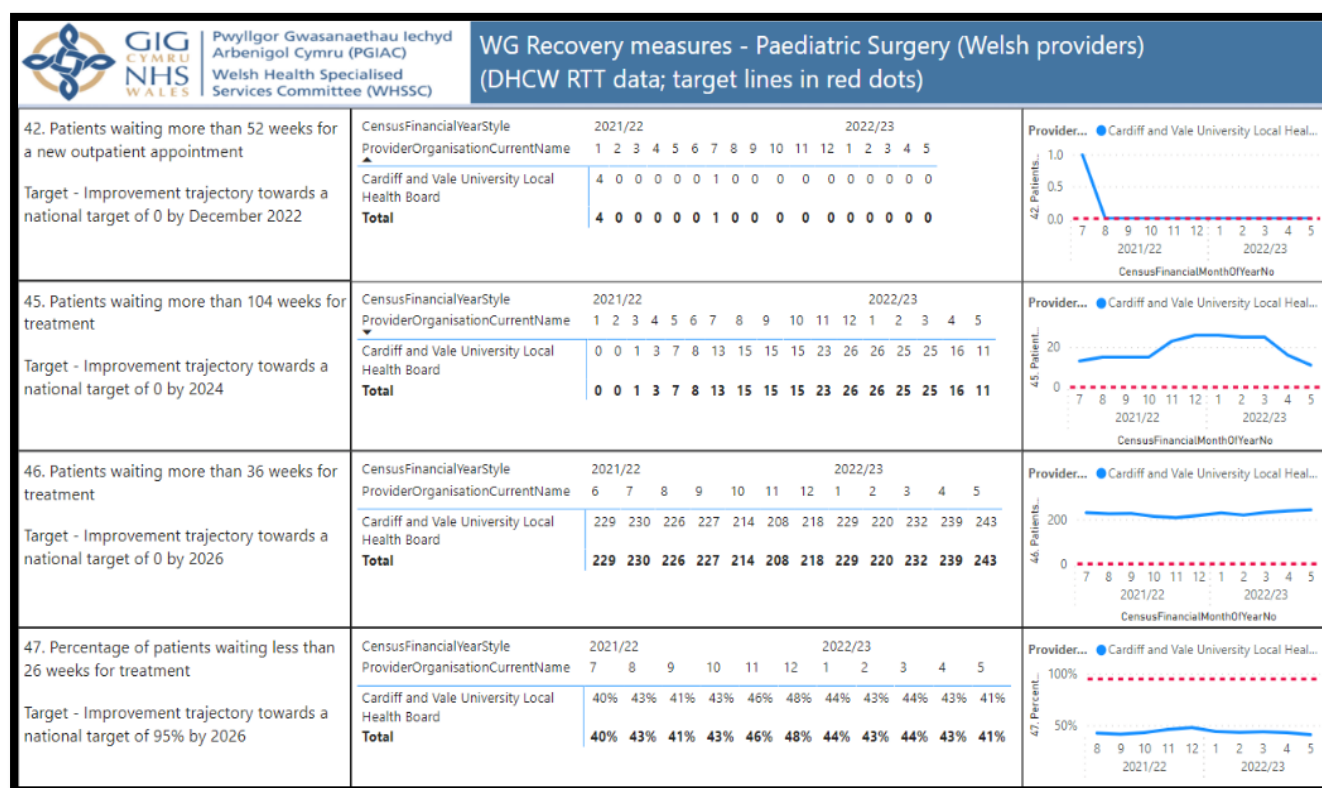 GIG
CYMRU
NHS
WALES
Pwyllgor Gwasanaethau Iechyd
Arbenigol Cymru (PGIAC)
Welsh Health Specialised
Services Committee (WHSSC)
WG Recovery measures - Paediatric Surgery (Welsh providers)
(DHCW RTT data; target lines in red dots)
42. Patients waiting more than 52 weeks for
a new outpatient appointment
Target - Improvement trajectory towards a
national target of 0 by December 2022
CensusFinancialYearStyle 2021/22 2022/23
ProviderOrganisationCurrentName 1 2 3 4 5 6 7 8 9 10 11 12 1 2 3 4 5
Cardiff and Vale University Local 4 0 0 0 0 0 1 0 0 0 0 0 0 0 0 0 0
Health Board
Total 4 0 0 0 0 0 1 0 0 0 0 0 0 0 0 0 0
Provider... Cardiff and Vale University Local Heal...
42. Patients...
1.0
0.5
0.0
7 8 9 10 11 12 1 2 3 4 5
2021/22 2022/23
CensusFinancialMonthOfYearNo
45. Patients waiting more than 104 weeks for
treatment
Target - Improvement trajectory towards a
national target of 0 by 2024
CensusFinancialYearStyle 2021/22 2022/23
ProviderOrganisationCurrentName 1 2 3 4 5 6 7 8 9 10 11 12 1 2 3 4 5
Cardiff and Vale University Local 0 0 1 3 7 8 13 15 15 15 23 26 26 25 25 16 11
Health Board
Total 0 0 1 3 7 8 13 15 15 15 23 26 26 25 25 16 11
Provider... Cardiff and Vale University Local Heal...
45. Patient...
20
0
7 8 9 10 11 12 1 2 3 4 5
2021/22 2022/23
CensusFinancialMonthOfYearNo
46. Patients waiting more than 36 weeks for
treatment
Target - Improvement trajectory towards a
national target of 0 by 2026
CensusFinancialYearStyle 2021/22 2022/23
ProviderOrganisationCurrentName 6 7 8 9 10 11 12 1 2 3 4 5
Cardiff and Vale University Local 229 230 226 227 214 208 218 229 220 232 239 243
Health Board
Total 229 230 226 227 214 208 218 229 220 232 239 243
Provider... Cardiff and Vale University Local Heal...
46. Patients...
200
0
7 8 9 10 11 12 1 2 3 4 5
2021/22 2022/23
CensusFinancialMonthOfYearNo
47. Percentage of patients waiting less than
26 weeks for treatment
Target - Improvement trajectory towards a
national target of 95% by 2026
CensusFinancialYearStyle 2021/22 2022/23
ProviderOrganisationCurrentName 7 8 9 10 11 12 1 2 3 4 5
Cardiff and Vale University Local 40% 43% 41% 43% 46% 48% 44% 43% 44% 43% 41%
Health Board
Total 40% 43% 41% 43% 46% 48% 44% 43% 44% 43% 41%
Provider... Cardiff and Vale University Local Heal...
47. Percent...
100%
50%
8 9 10 11 12 1 2 3 4 5
2021/22 2022/23